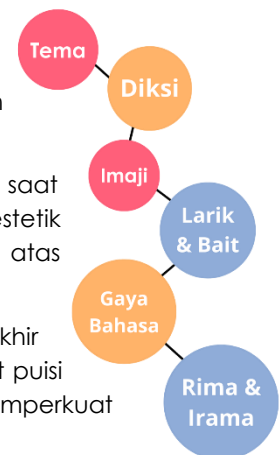 Tema
Diksi
saat
Imaji
estetik
Larik
& Bait
atas
Gaya
Bahasa
khir
t puisi
Rima &
mperkuat
Irama